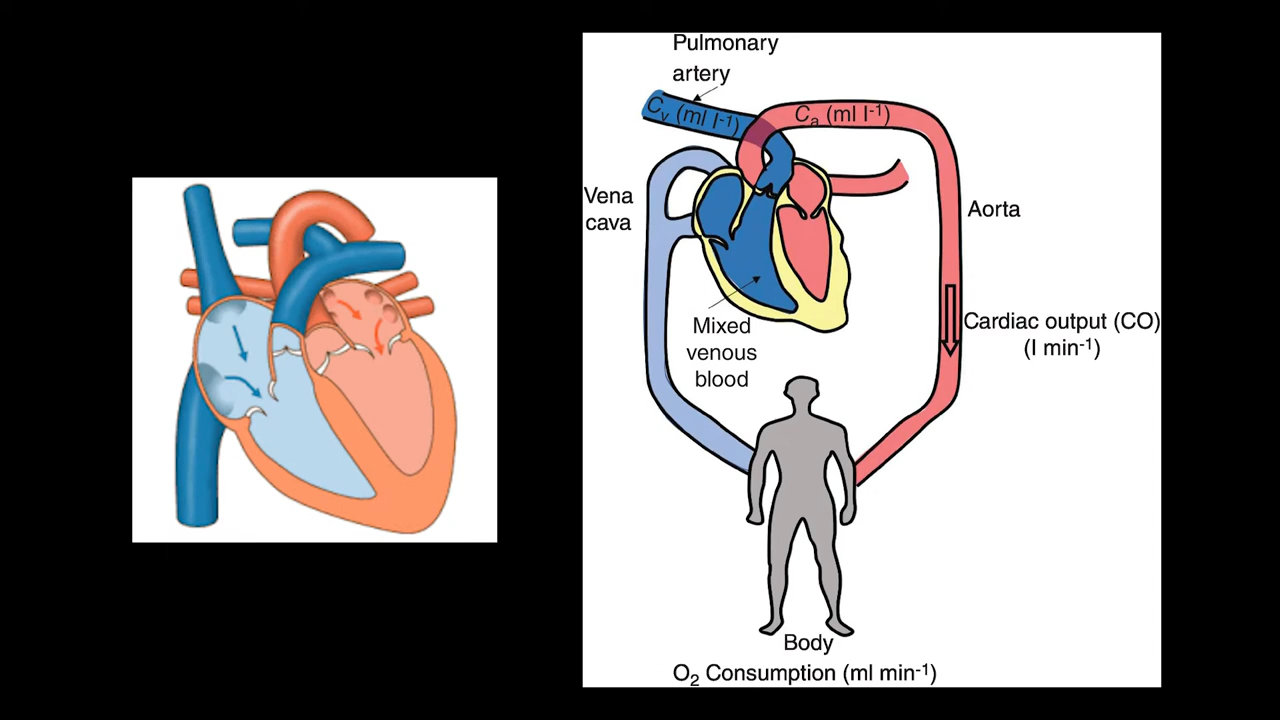 Pulmonary
artery
Cᵥ (ml l⁻¹)
Cₐ (ml l⁻¹)
Vena
cava
Aorta
Mixed
venous
blood
Cardiac output (CO)
(l min⁻¹)
Body
O₂ Consumption (ml min⁻¹)